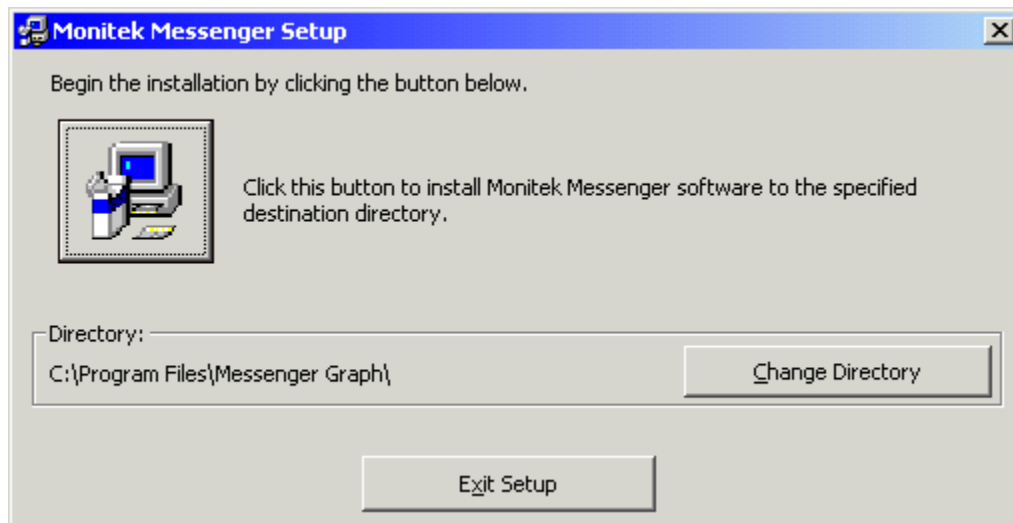 Monitek Messenger Setup
Begin the installation by clicking the button below.
Click this button to install Monitek Messenger software to the specified
destination directory.
Directory:
C:\Program Files\Messenger Graph\
Change Directory
Exit Setup